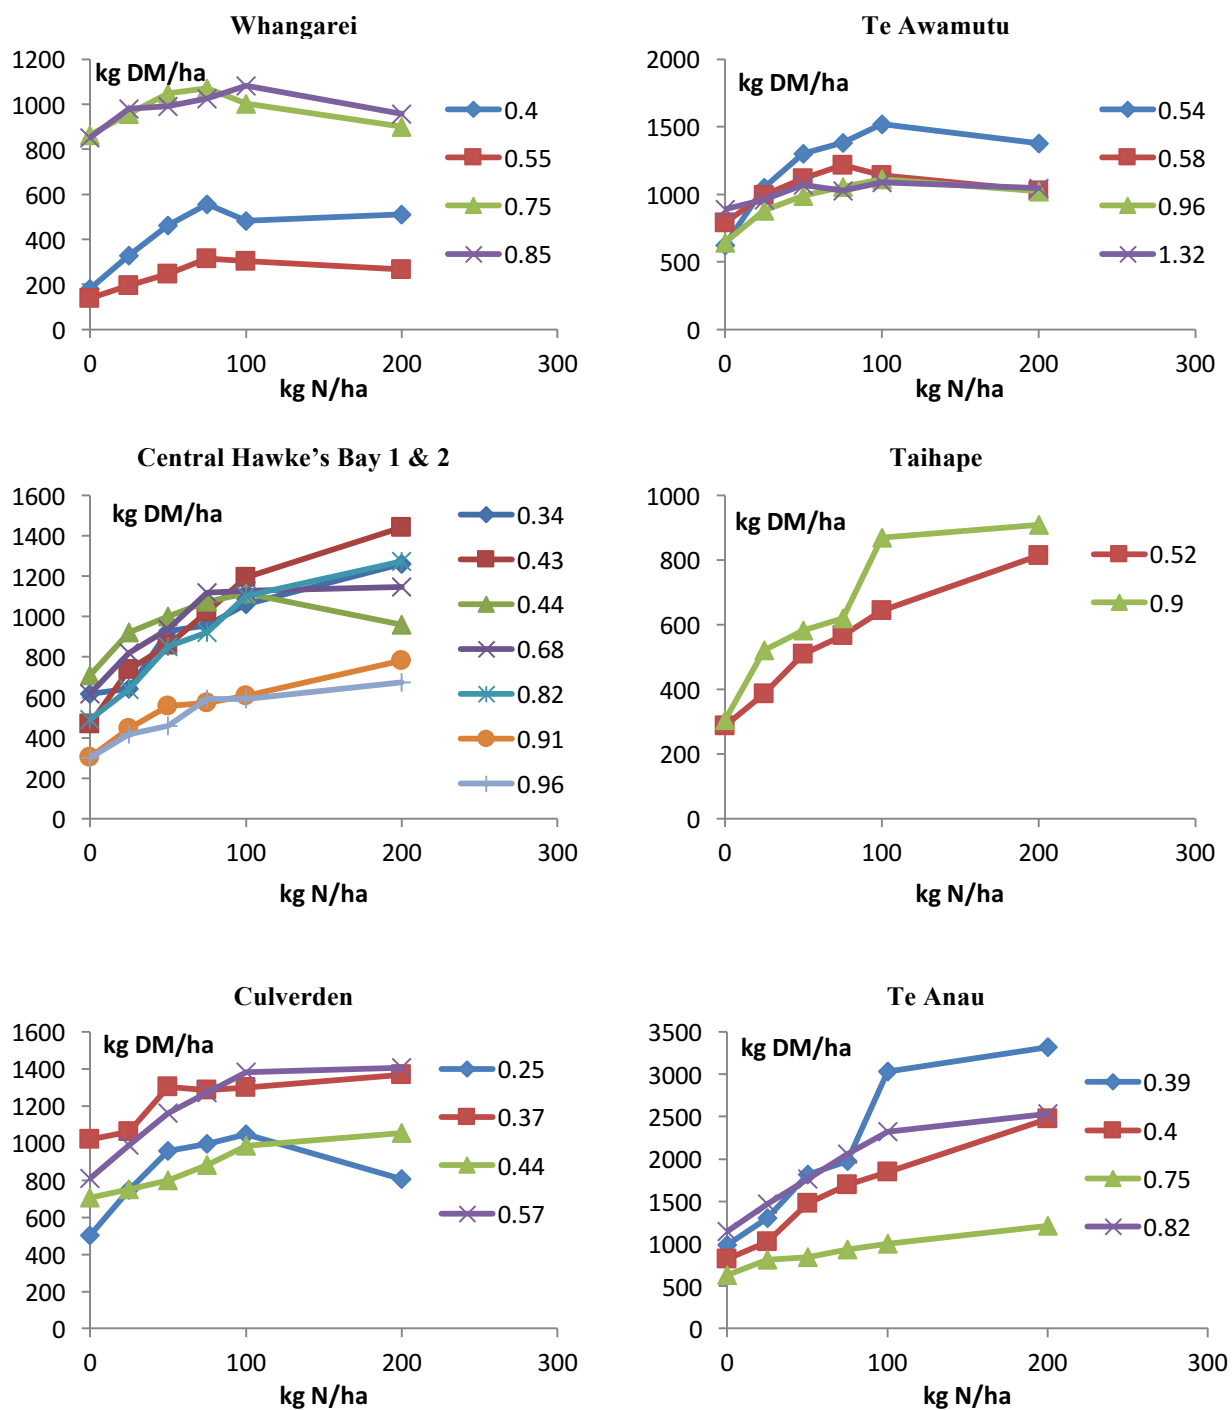 Whangarei
1200
1000
800
600
400
200
0
kg DM/ha
0.4
0.55
0.75
0.85
0 100 200 300
kg N/ha
Te Awamutu
2000
1500
1000
500
0
kg DM/ha
0.54
0.58
0.96
1.32
0 100 200 300
kg N/ha
Central Hawke’s Bay 1 & 2
1600
1400
1200
1000
800
600
400
200
0
kg DM/ha
0.34
0.43
0.44
0.68
0.82
0.91
0.96
0 100 200 300
kg N/ha
Taihape
1000
800
600
400
200
0
kg DM/ha
0.52
0.9
0 100 200 300
kg N/ha
Culverden
1600
1400
1200
1000
800
600
400
200
0
kg DM/ha
0.25
0.37
0.44
0.57
0 100 200 300
kg N/ha
Te Anau
3500
3000
2500
2000
1500
1000
500
0
kg DM/ha
0.39
0.4
0.75
0.82
0 100 200 300
kg N/ha